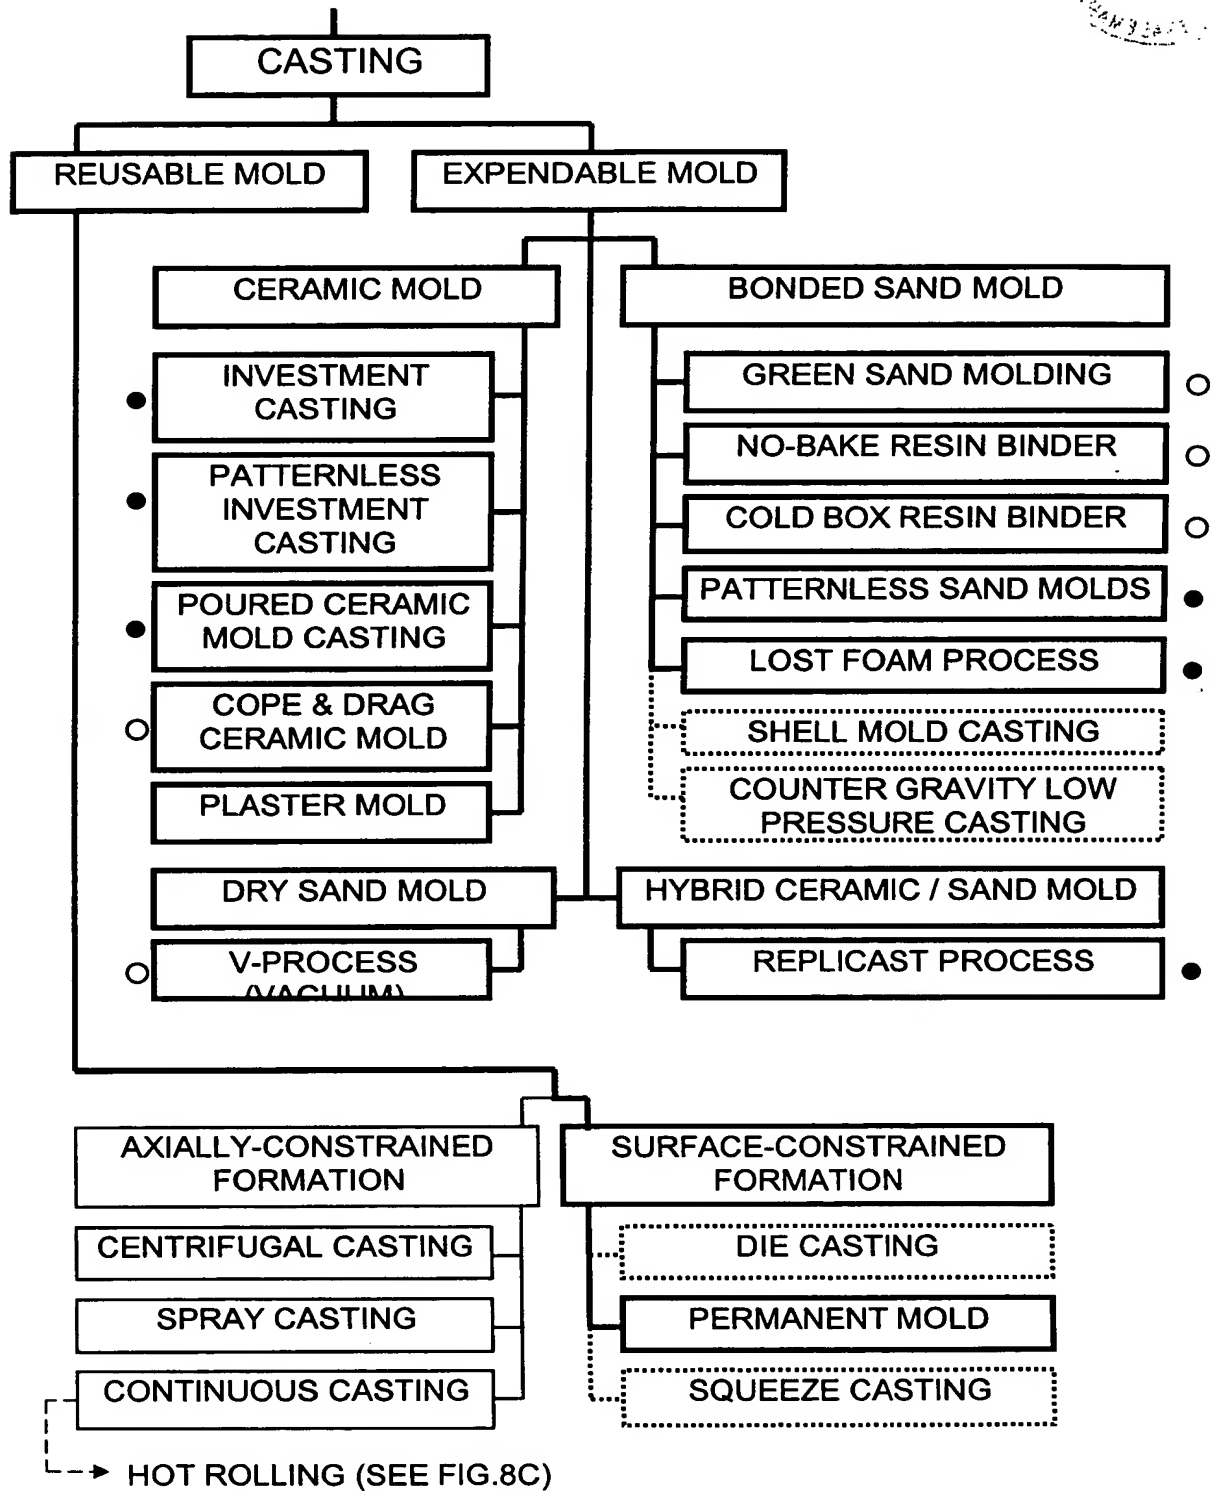 CASTING
REUSABLE MOLD
EXPENDABLE MOLD
CERAMIC MOLD
INVESTMENT
CASTING
PATTERNLESS
INVESTMENT
CASTING
POURED CERAMIC
MOLD CASTING
COPE & DRAG
CERAMIC MOLD
PLASTER MOLD
BONDED SAND MOLD
GREEN SAND MOLDING
NO-BAKE RESIN BINDER
COLD BOX RESIN BINDER
PATTERNLESS SAND MOLDS
LOST FOAM PROCESS
SHELL MOLD CASTING
COUNTER GRAVITY LOW
PRESSURE CASTING
DRY SAND MOLD
V-PROCESS
(VACUUM)
HYBRID CERAMIC / SAND MOLD
REPLICAST PROCESS
AXIALLY-CONSTRAINED
FORMATION
CENTRIFUGAL CASTING
SPRAY CASTING
CONTINUOUS CASTING
HOT ROLLING (SEE FIG.8C)
SURFACE-CONSTRAINED
FORMATION
DIE CASTING
PERMANENT MOLD
SQUEEZE CASTING